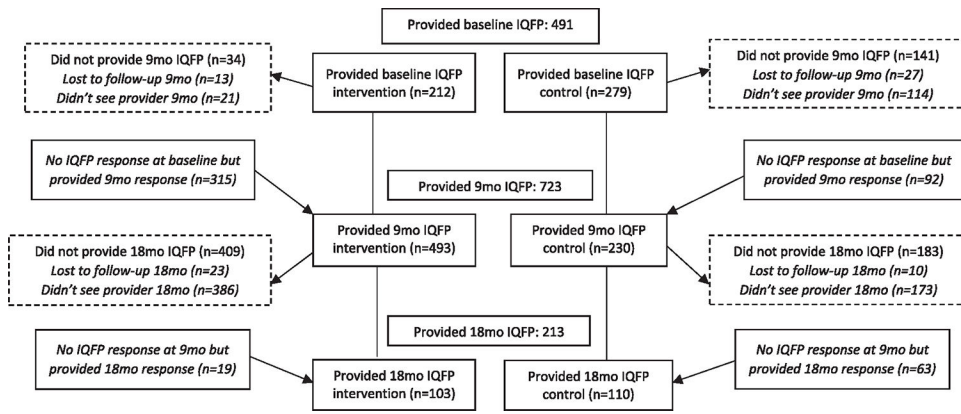 Provided baseline IQFP: 491
Did not provide 9mo IQFP (n=34)
Lost to follow-up 9mo (n=13)
Didn't see provider 9mo (n=21)
Provided baseline IQFP
intervention (n=212)
Provided baseline IQFP
control (n=279)
Did not provide 9mo IQFP (n=141)
Lost to follow-up 9mo (n=27)
Didn't see provider 9mo (n=114)
No IQFP response at baseline but
provided 9mo response (n=315)
Provided 9mo IQFP: 723
No IQFP response at baseline but
provided 9mo response (n=92)
Provided 9mo IQFP
intervention (n=493)
Provided 9mo IQFP
control (n=230)
Did not provide 18mo IQFP (n=409)
Lost to follow-up 18mo (n=23)
Didn't see provider 18mo (n=386)
Did not provide 18mo IQFP (n=183)
Lost to follow-up 18mo (n=10)
Didn't see provider 18mo (n=173)
Provided 18mo IQFP: 213
No IQFP response at 9mo but
provided 18mo response (n=19)
Provided 18mo IQFP
intervention (n=103)
Provided 18mo IQFP
control (n=110)
No IQFP response at 9mo but
provided 18mo response (n=63)